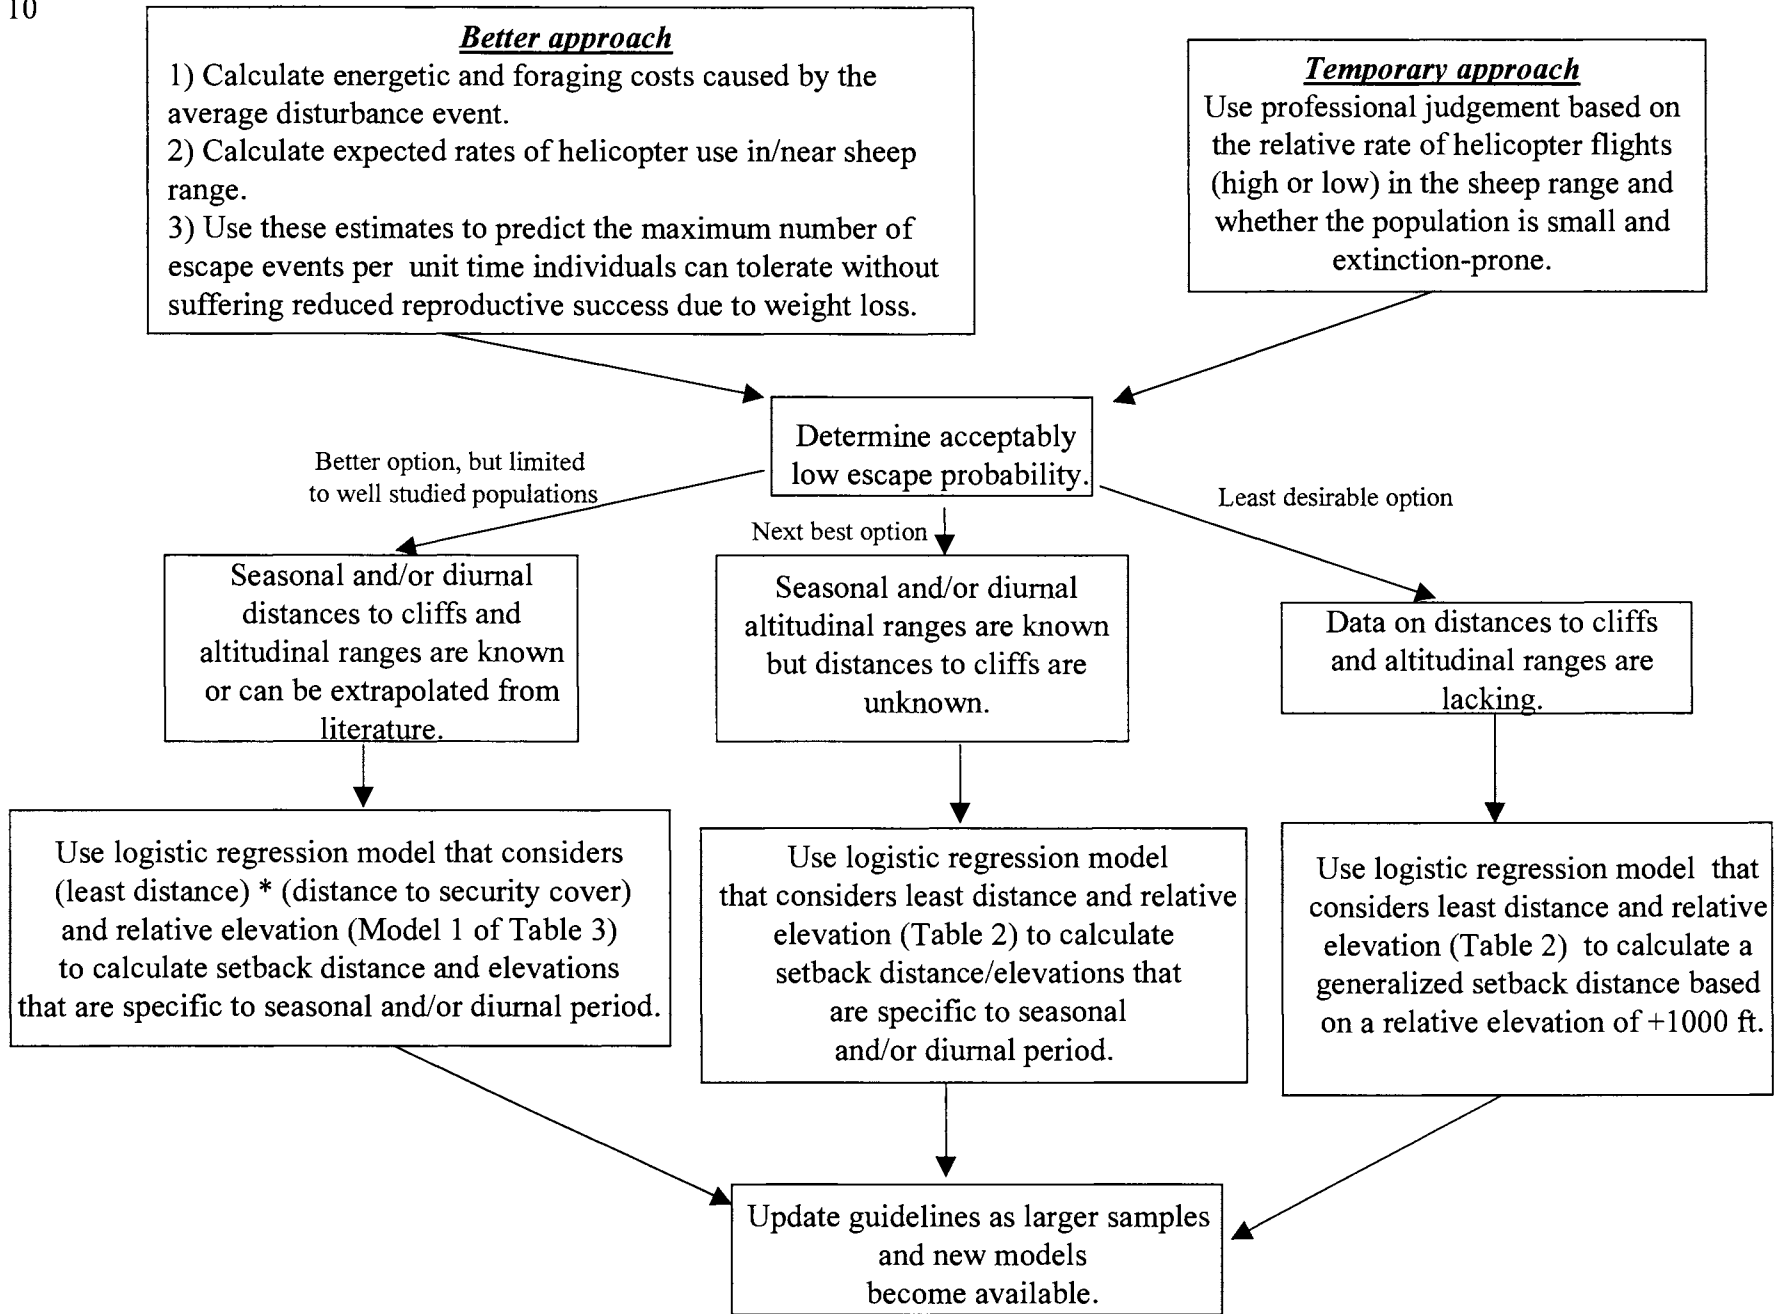 10
Better approach
1) Calculate energetic and foraging costs caused by the
average disturbance event.
2) Calculate expected rates of helicopter use in/near sheep
range.
3) Use these estimates to predict the maximum number of
escape events per unit time individuals can tolerate without
suffering reduced reproductive success due to weight loss.
Temporary approach
Use professional judgement based on
the relative rate of helicopter flights
(high or low) in the sheep range and
whether the population is small and
extinction-prone.
Determine acceptably
low escape probability.
Better option, but limited
to well studied populations
Next best option
Least desirable option
Seasonal and/or diurnal
distances to cliffs and
altitudinal ranges are known
or can be extrapolated from
literature.
Seasonal and/or diurnal
altitudinal ranges are known
but distances to cliffs are
unknown.
Data on distances to cliffs
and altitudinal ranges are
lacking.
Use logistic regression model that considers
(least distance) * (distance to security cover)
and relative elevation (Model 1 of Table 3)
to calculate setback distance and elevations
that are specific to seasonal and/or diurnal period.
Use logistic regression model
that considers least distance and relative
elevation (Table 2) to calculate
setback distance/elevations that
are specific to seasonal
and/or diurnal period.
Use logistic regression model that
considers least distance and relative
elevation (Table 2) to calculate a
generalized setback distance based
on a relative elevation of +1000 ft.
Update guidelines as larger samples
and new models
become available.